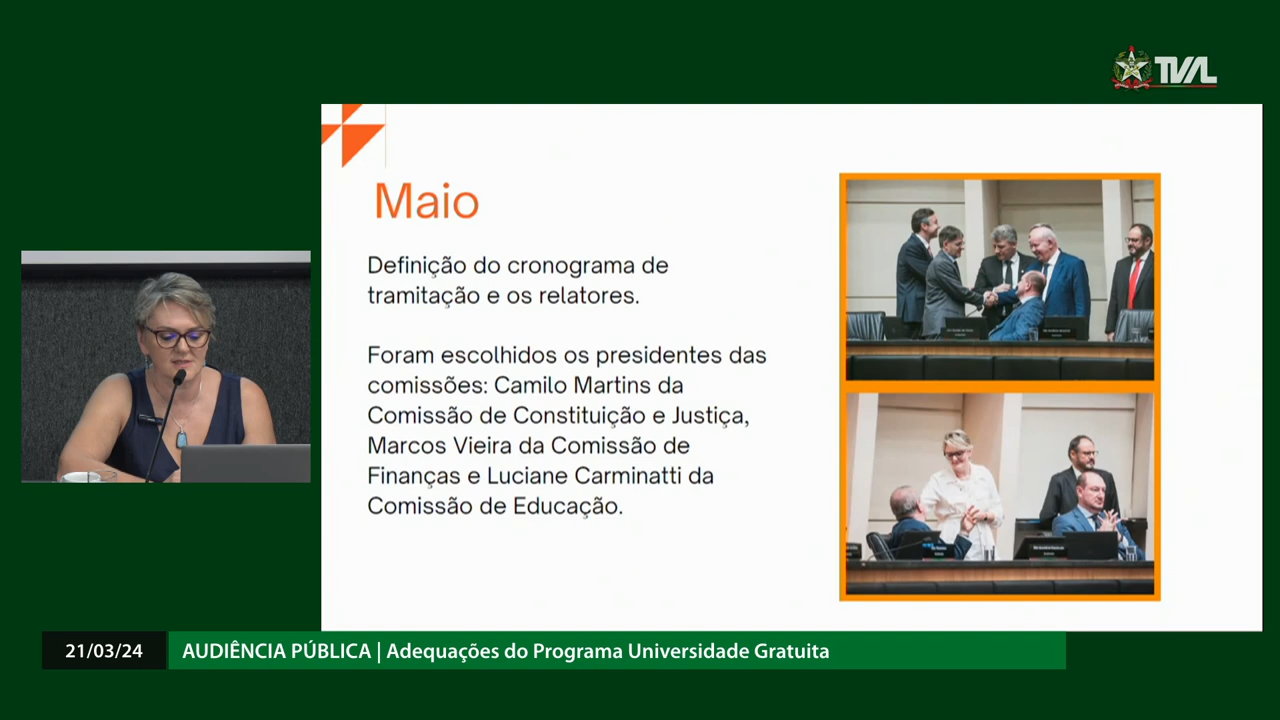 TVAL
Maio
Definição do cronograma de
tramitação e os relatores.
Foram escolhidos os presidentes das
comissões: Camilo Martins da
Comissão de Constituição e Justiça,
Marcos Vieira da Comissão de
Finanças e Luciane Carminatti da
Comissão de Educação.
21/03/24
AUDIÊNCIA PÚBLICA | Adequações do Programa Universidade Gratuita